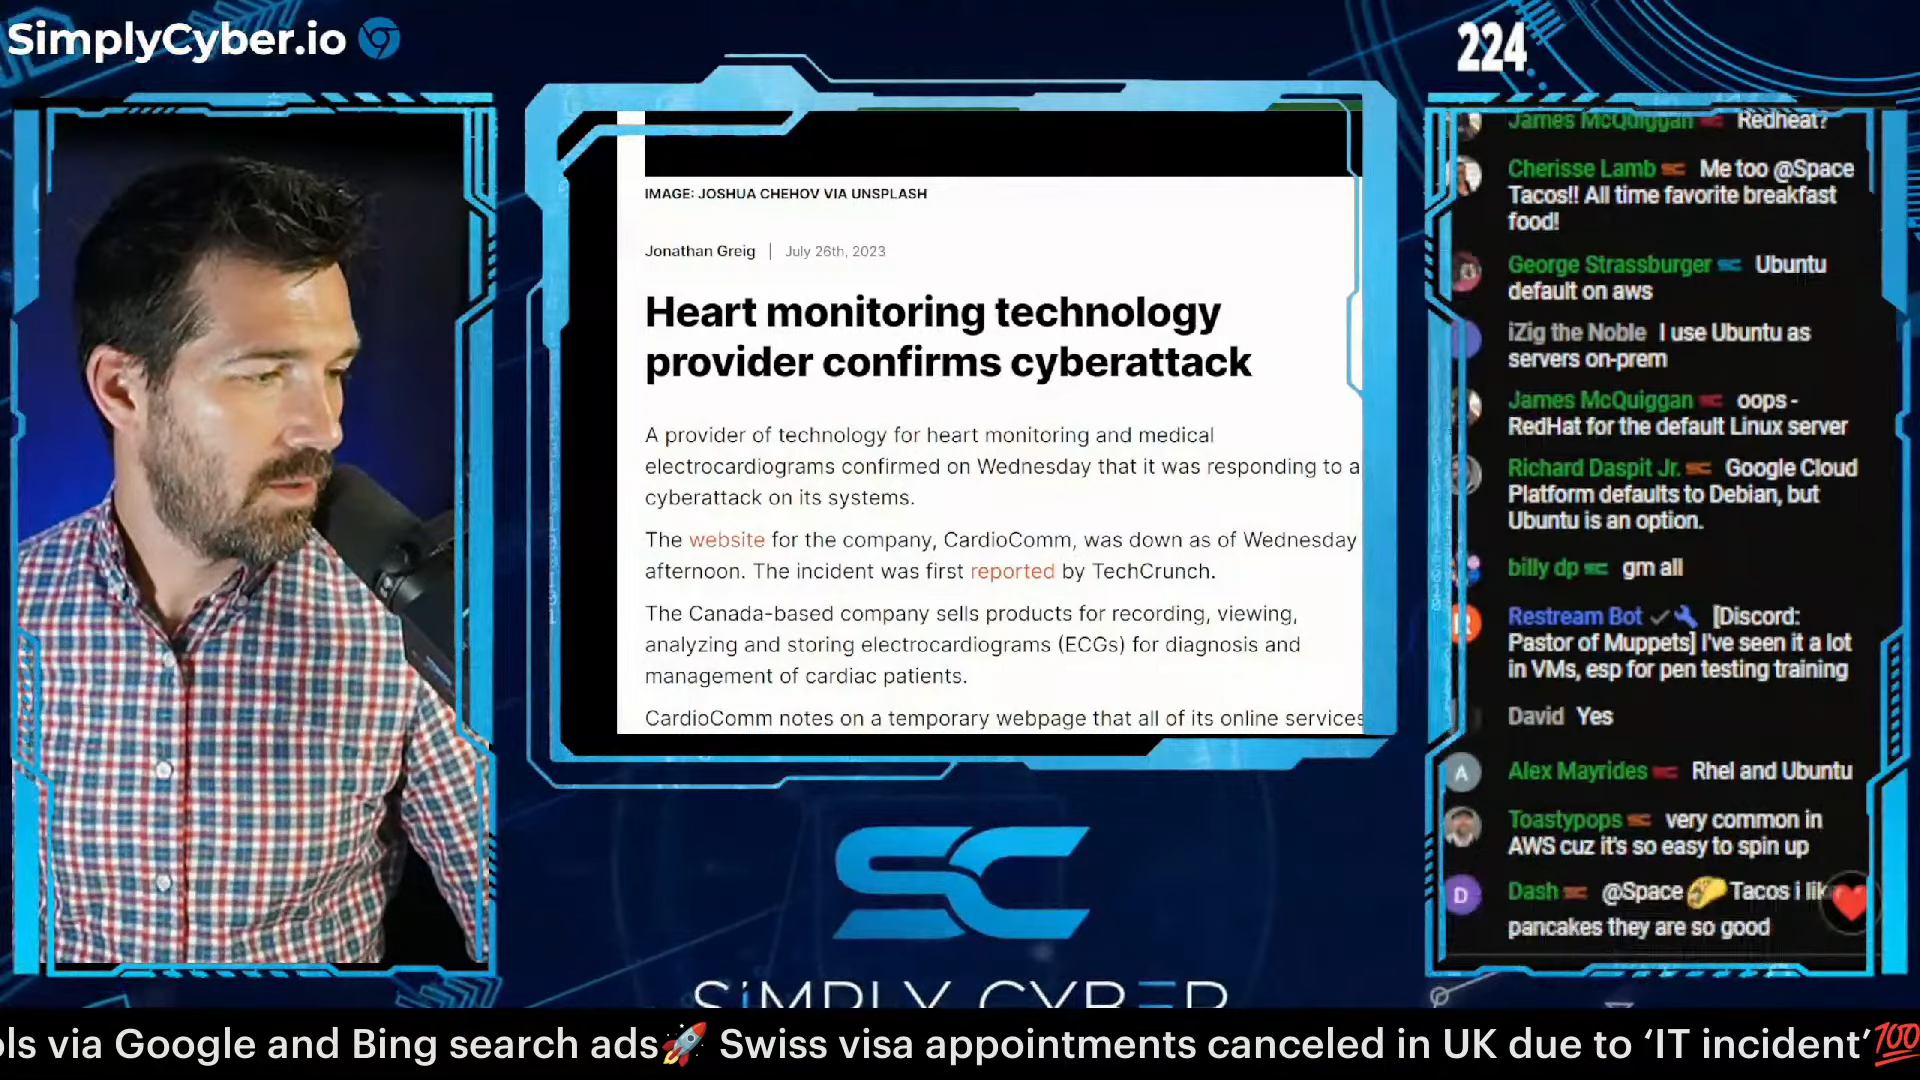 SimplyCyber.io
224
IMAGE: JOSHUA CHEHOV VIA UNSPLASH
Jonathan Greig | July 26th, 2023
Heart monitoring technology
provider confirms cyberattack
A provider of technology for heart monitoring and medical
electrocardiograms confirmed on Wednesday that it was responding to a
cyberattack on its systems.
The website for the company, CardioComm, was down as of Wednesday
afternoon. The incident was first reported by TechCrunch.
The Canada-based company sells products for recording, viewing,
analyzing and storing electrocardiograms (ECGs) for diagnosis and
management of cardiac patients.
CardioComm notes on a temporary webpage that all of its online services
James McQuiggan Redheat?
Cherisse Lamb Me too @Space
Tacos!! All time favorite breakfast
food!
George Strassburger Ubuntu
default on aws
iZig the Noble I use Ubuntu as
servers on-prem
James McQuiggan oops -
RedHat for the default Linux server
Richard Daspit Jr. Google Cloud
Platform defaults to Debian, but
Ubuntu is an option.
billy dp gm all
Restream Bot [Discord:
Pastor of Muppets] I've seen it a lot
in VMs, esp for pen testing training
David Yes
A Alex Mayrides Rhel and Ubuntu
Toastypops very common in
AWS cuz it's so easy to spin up
D Dash @Space 🌮 Tacos i lik
pancakes they are so good
SC
SiMPLY CYBER
ols via Google and Bing search ads🚀 Swiss visa appointments canceled in UK due to ‘IT incident’💯